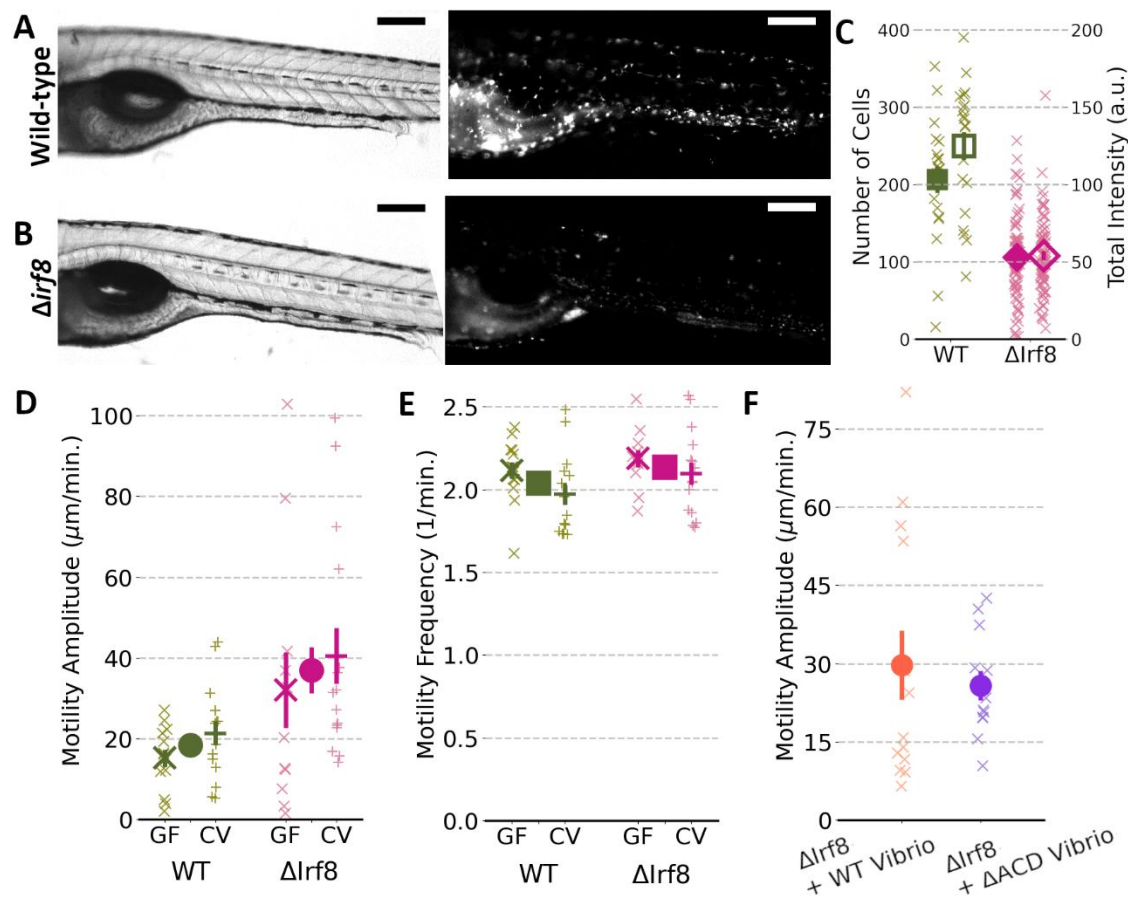 A
Wild-type
B
Δirf8
C
Number of Cells
400
300
200
100
0
200
150
100
50
0
Total Intensity (a.u.)
WT
ΔIrf8
D
Motility Amplitude (μm/min.)
100
80
60
40
20
0
GF
CV
GF
CV
WT
ΔIrf8
E
Motility Frequency (1/min.)
2.5
2.0
1.5
1.0
0.5
0.0
GF
CV
GF
CV
WT
ΔIrf8
F
Motility Amplitude (μm/min.)
75
60
45
30
15
0
ΔIrf8
+ WT Vibrio
ΔIrf8
+ ΔACD Vibrio